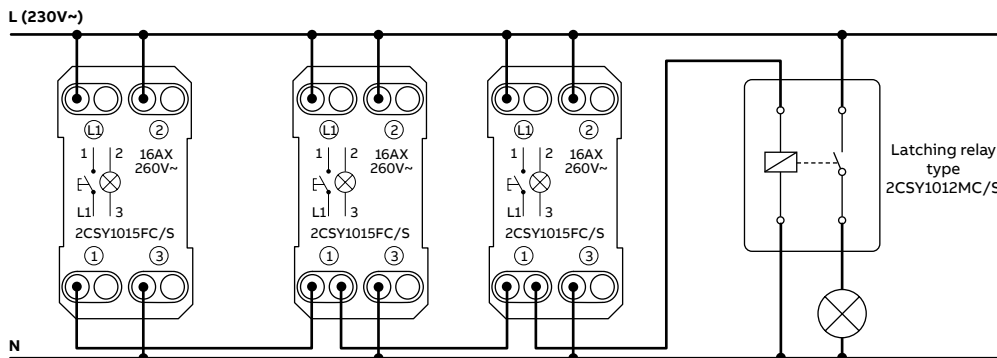 L (230V~)
L1
2
1 2
16AX
260V~
L1 3
2CSY1015FC/S
1
3
L1
2
1 2
16AX
260V~
L1 3
2CSY1015FC/S
1
3
L1
2
1 2
16AX
260V~
L1 3
2CSY1015FC/S
1
3
Latching relay
type
2CSY1012MC/S
N